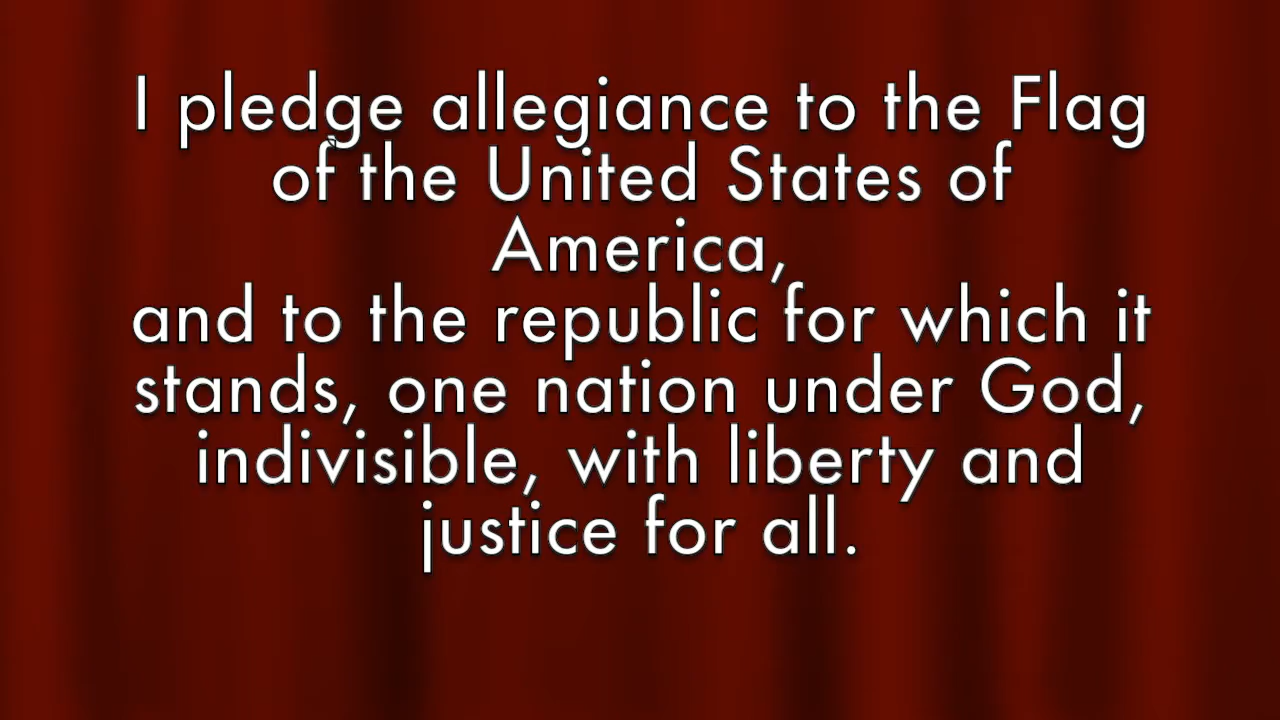 I pledge allegiance to the Flag
of the United States of
America,
and to the republic for which it
stands, one nation under God,
indivisible, with liberty and
justice for all.